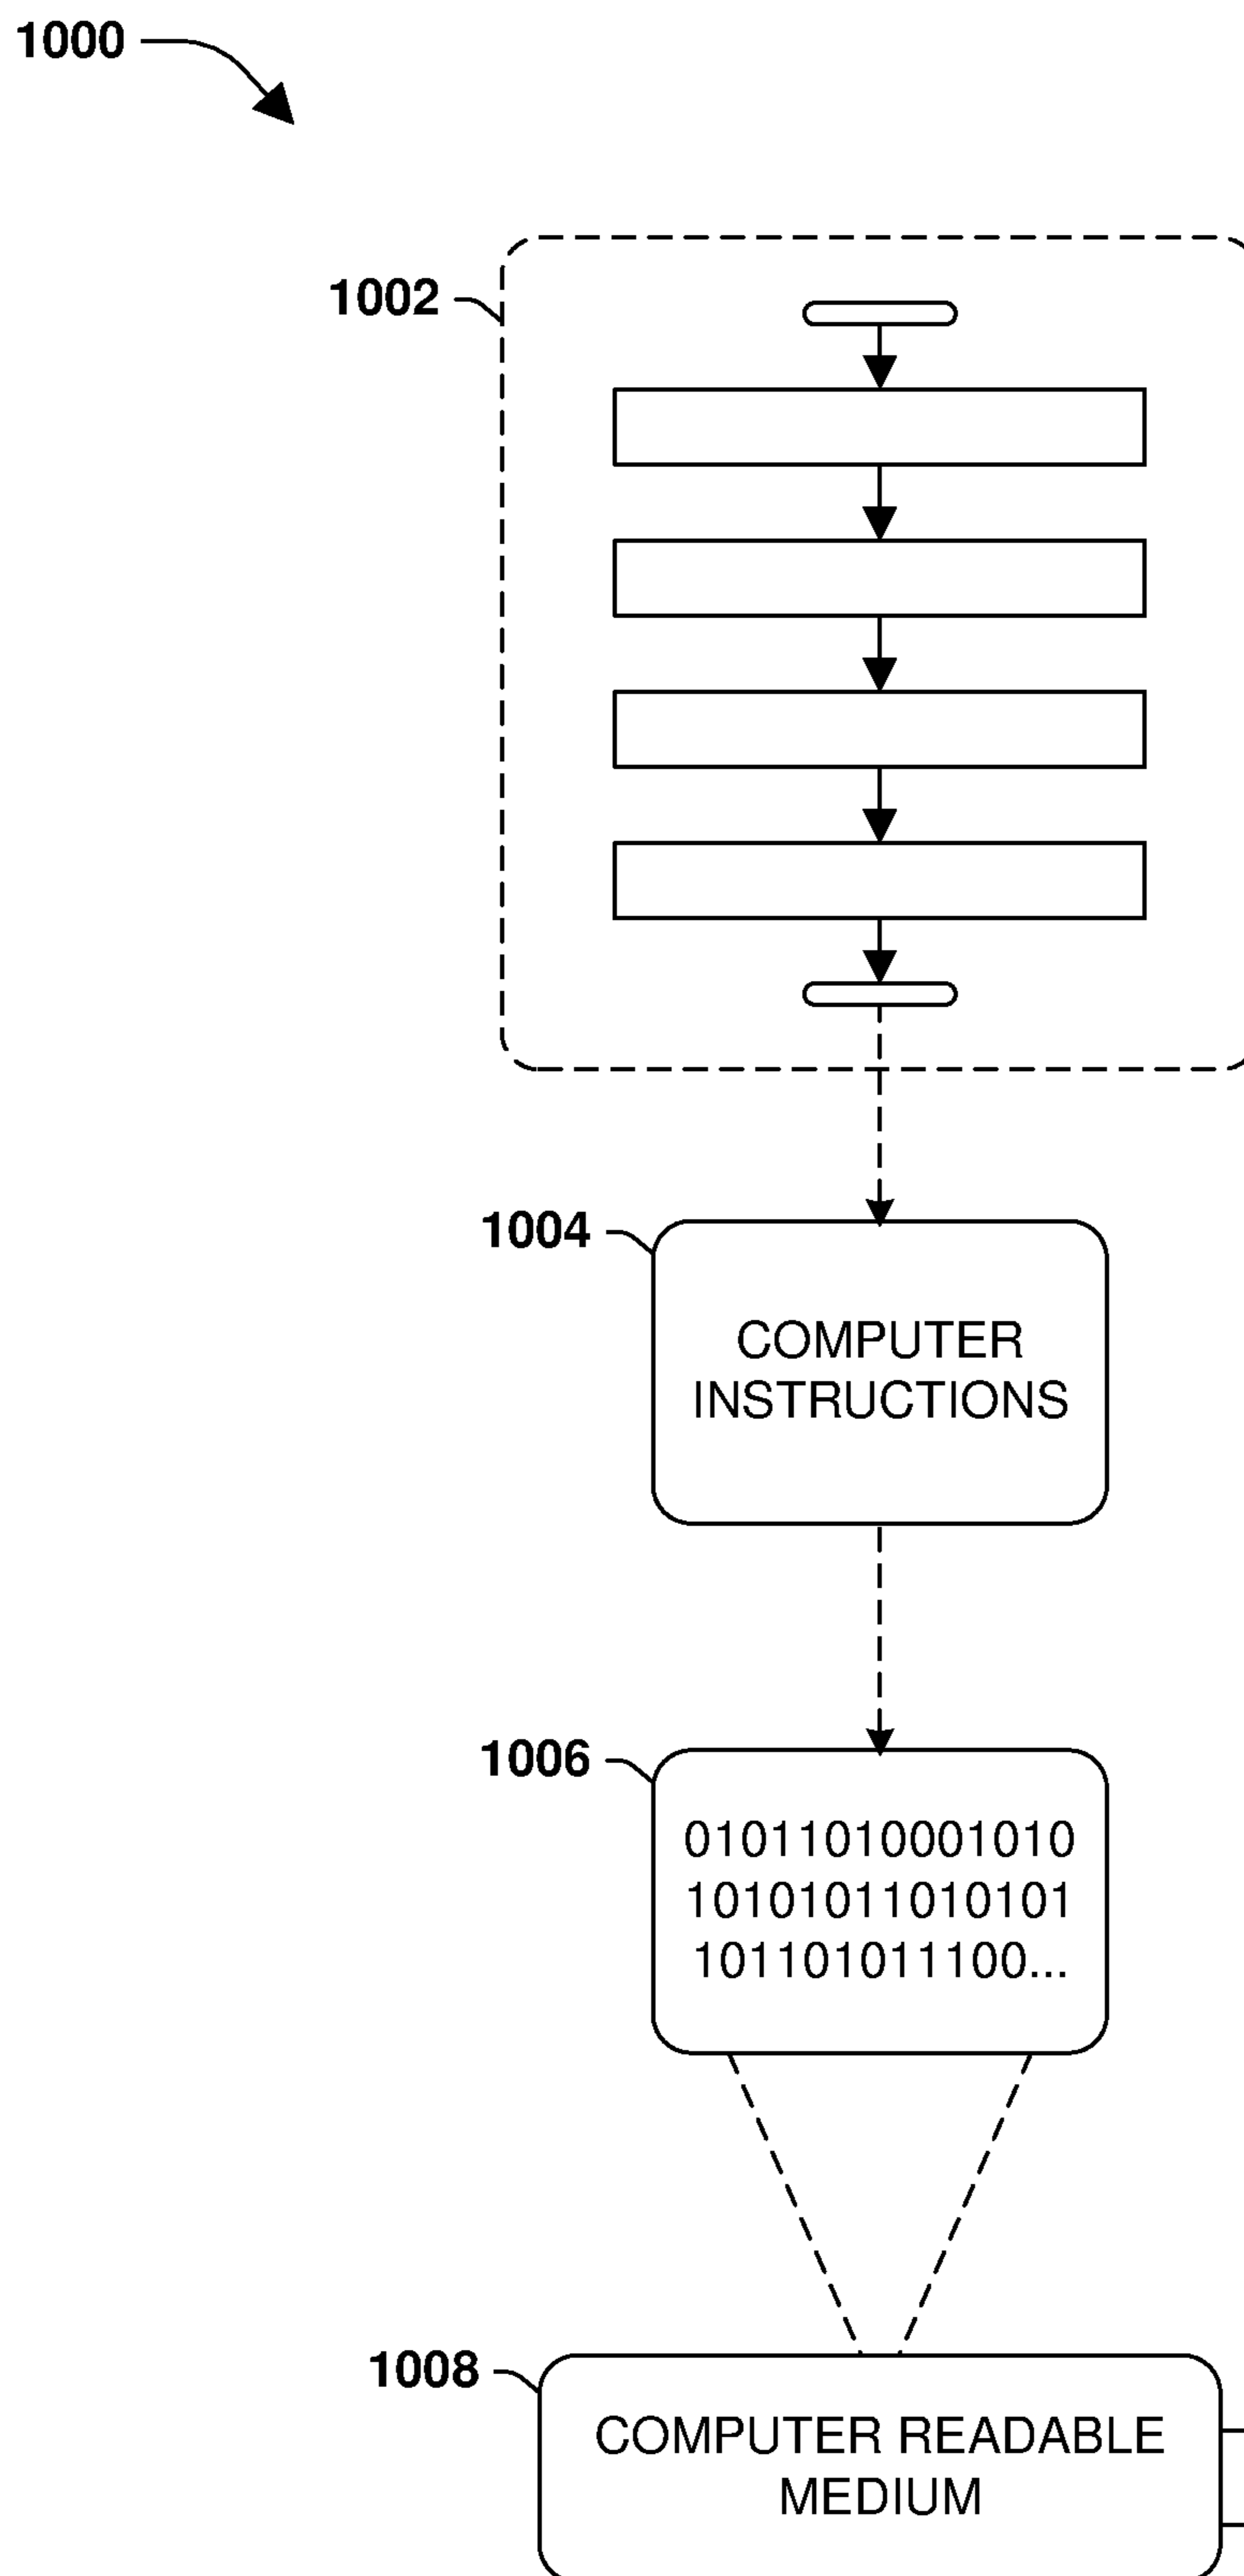 1000
1002
1004
COMPUTER
INSTRUCTIONS
1006
01011010001010
10101011010101
101101011100...
1008
COMPUTER READABLE
MEDIUM